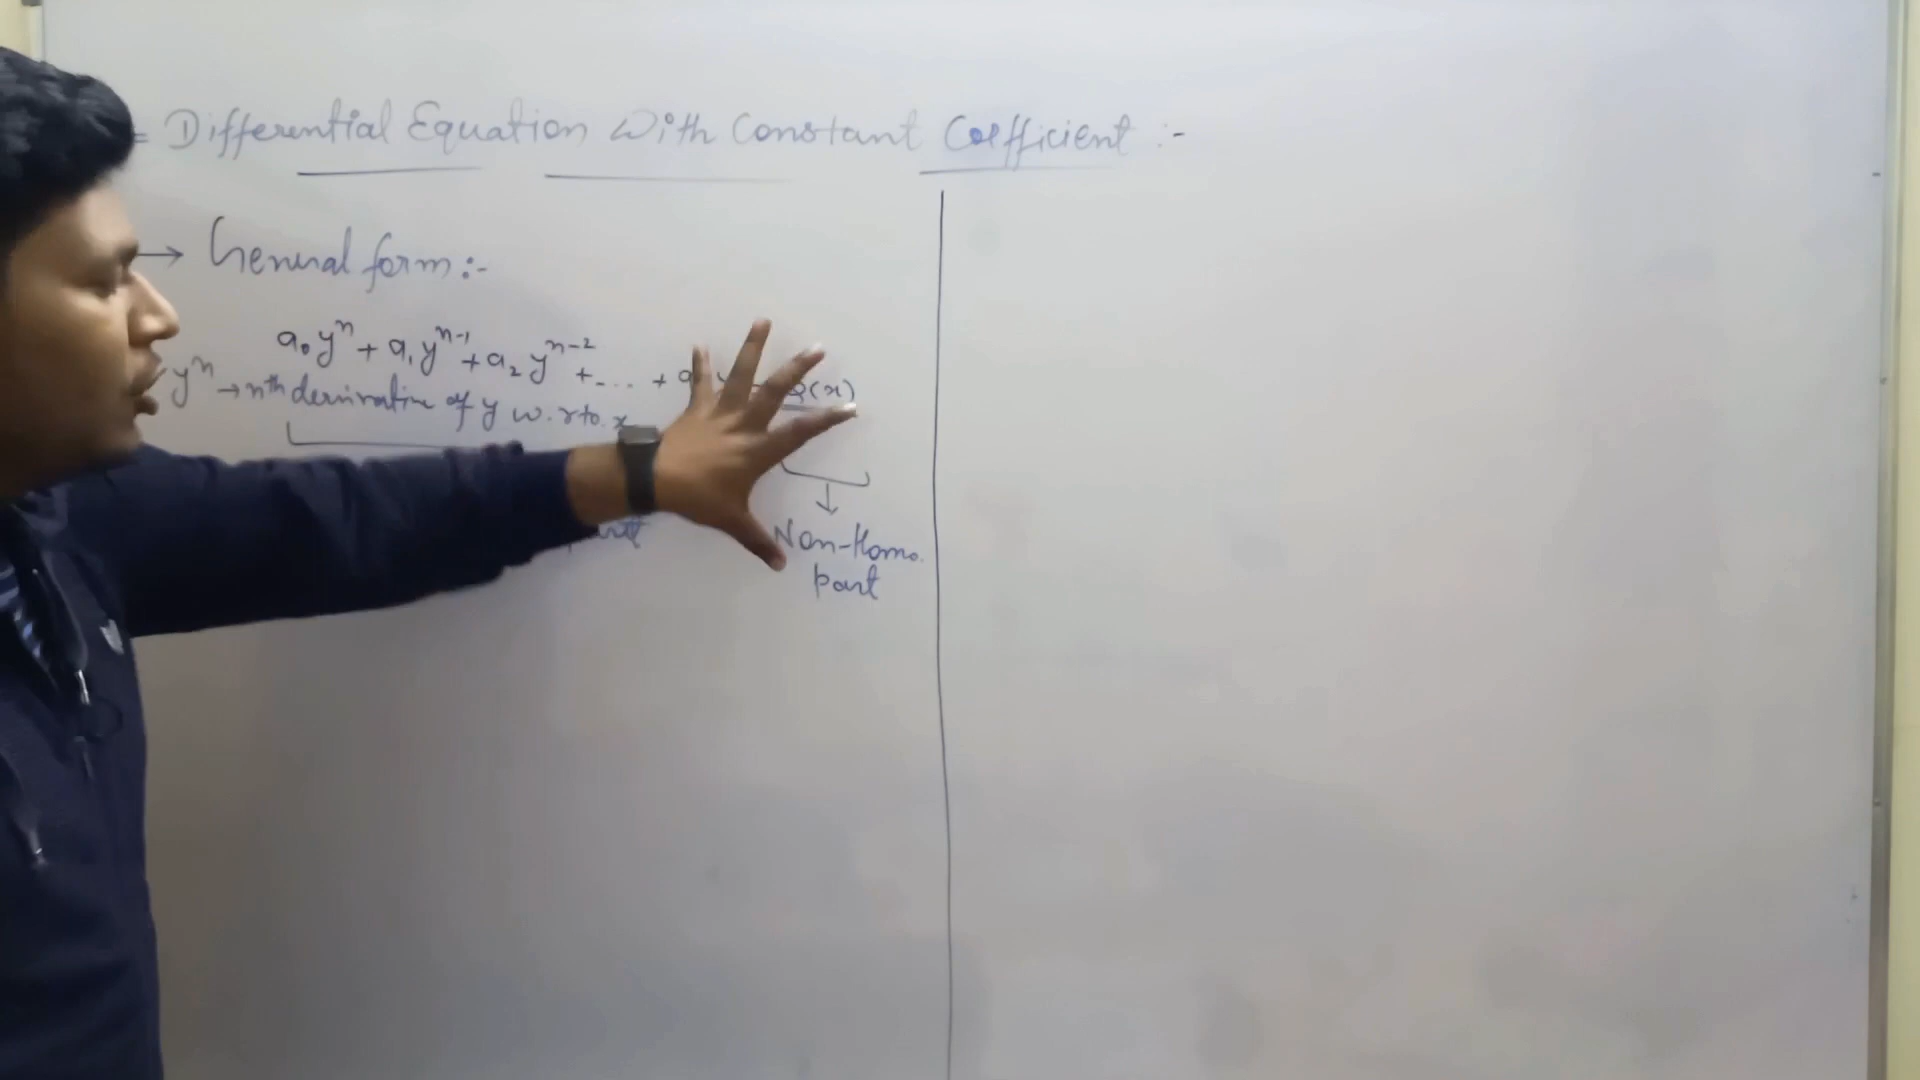 = Differential Equation With Constant Coefficient :-
→ General form :-
a₀yⁿ + a₁yⁿ⁻¹ + a₂yⁿ⁻² + - ... + a (x)
yⁿ → nth derivative of y w.r to. x
part
Non-Homo.
part